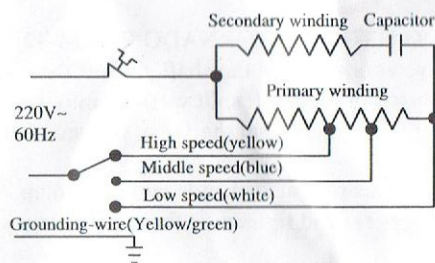 Secondary winding Capacitor
Primary winding
220V~
60Hz
High speed(yellow)
Middle speed(blue)
Low speed(white)
Grounding-wire(Yellow/green)